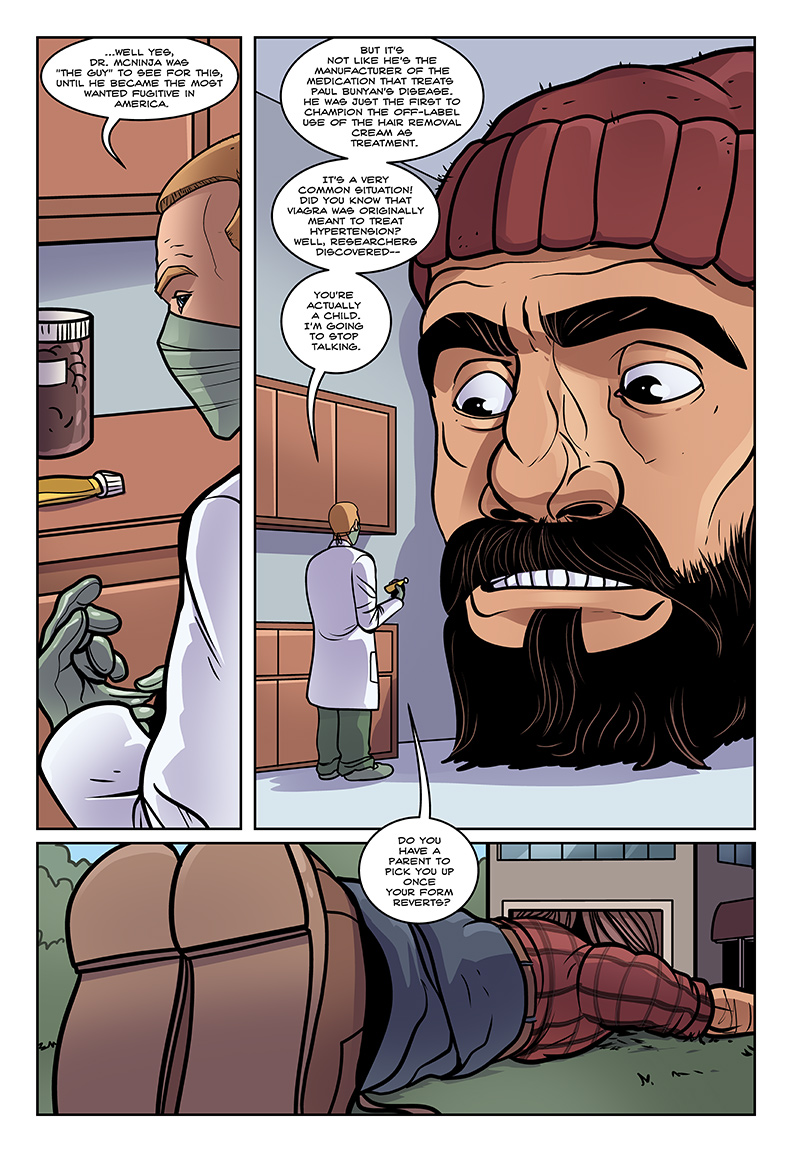 ...WELL YES,
DR. MCNINJA WAS
"THE GUY" TO SEE FOR THIS,
UNTIL HE BECAME THE MOST
WANTED FUGITIVE IN
AMERICA.
BUT IT'S
NOT LIKE HE'S THE
MANUFACTURER OF THE
MEDICATION THAT TREATS
PAUL BUNYAN'S DISEASE.
HE WAS JUST THE FIRST TO
CHAMPION THE OFF-LABEL
USE OF THE HAIR REMOVAL
CREAM AS
TREATMENT.
IT'S A VERY
COMMON SITUATION!
DID YOU KNOW THAT
VIAGRA WAS ORIGINALLY
MEANT TO TREAT
HYPERTENSION?
WELL, RESEARCHERS
DISCOVERED--
YOU'RE
ACTUALLY
A CHILD.
I'M GOING
TO STOP
TALKING.
DO YOU
HAVE A
PARENT TO
PICK YOU UP
ONCE
YOUR FORM
REVERTS?